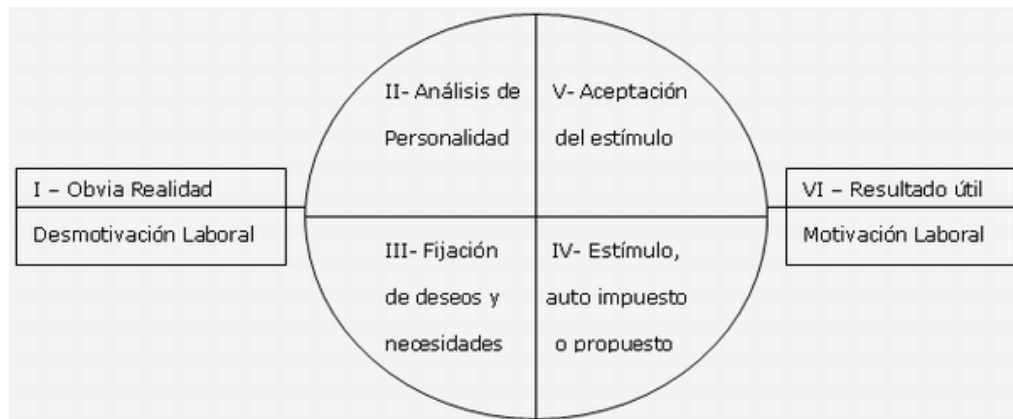 I – Obvia Realidad
Desmotivación Laboral
II- Análisis de
Personalidad
III- Fijación
de deseos y
necesidades
IV- Estímulo,
auto impuesto
o propuesto
V- Aceptación
del estímulo
VI – Resultado útil
Motivación Laboral